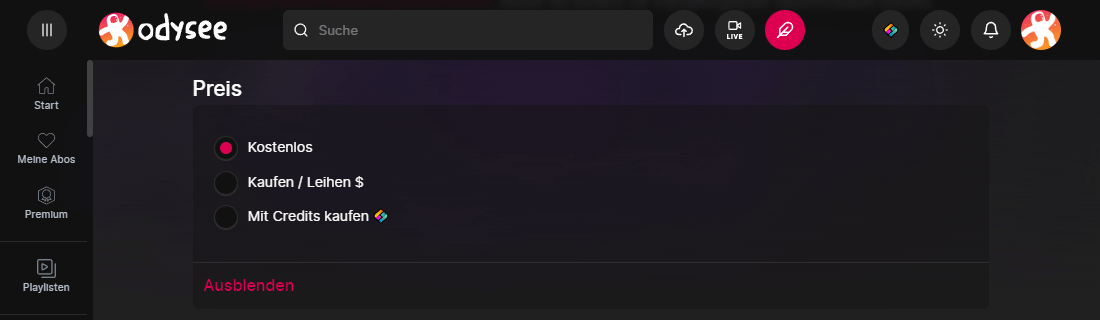 odysee
Suche
LIVE
Start
Meine Abos
Premium
Playlisten
Preis
Kostenlos
Kaufen / Leihen $
Mit Credits kaufen
Ausblenden